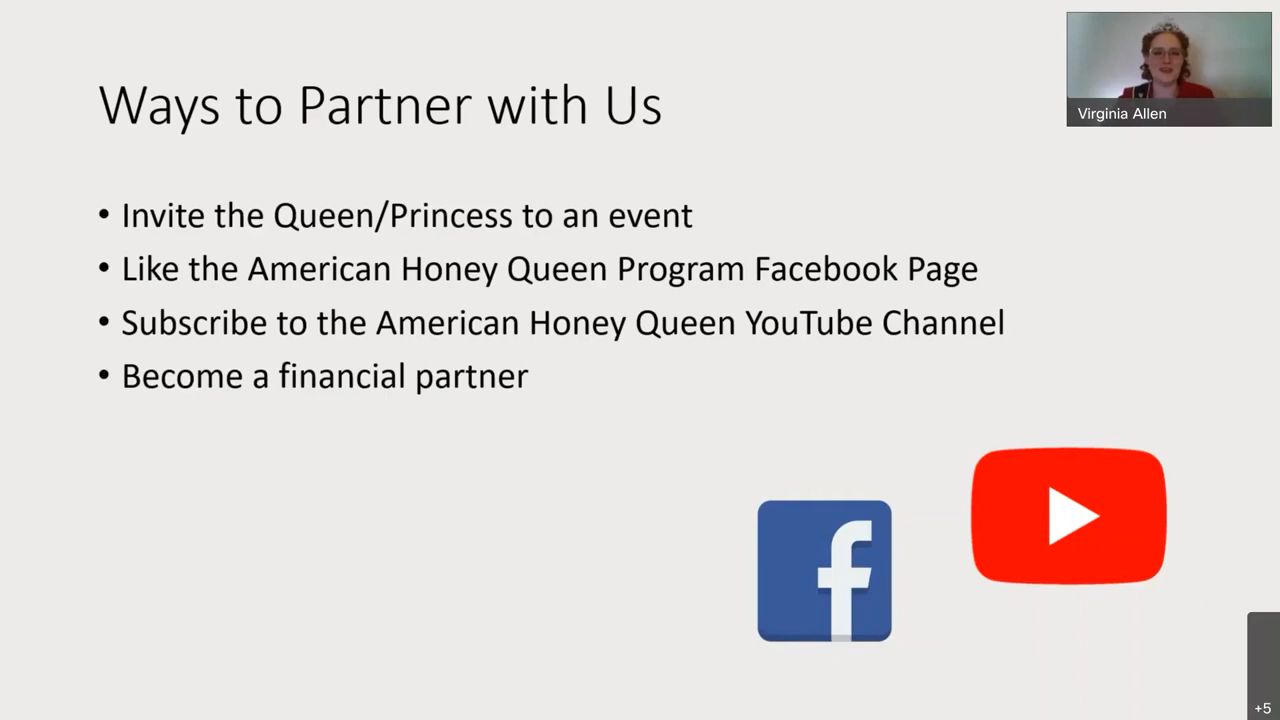 Virginia Allen
Ways to Partner with Us
• Invite the Queen/Princess to an event
• Like the American Honey Queen Program Facebook Page
• Subscribe to the American Honey Queen YouTube Channel
• Become a financial partner
f
+5